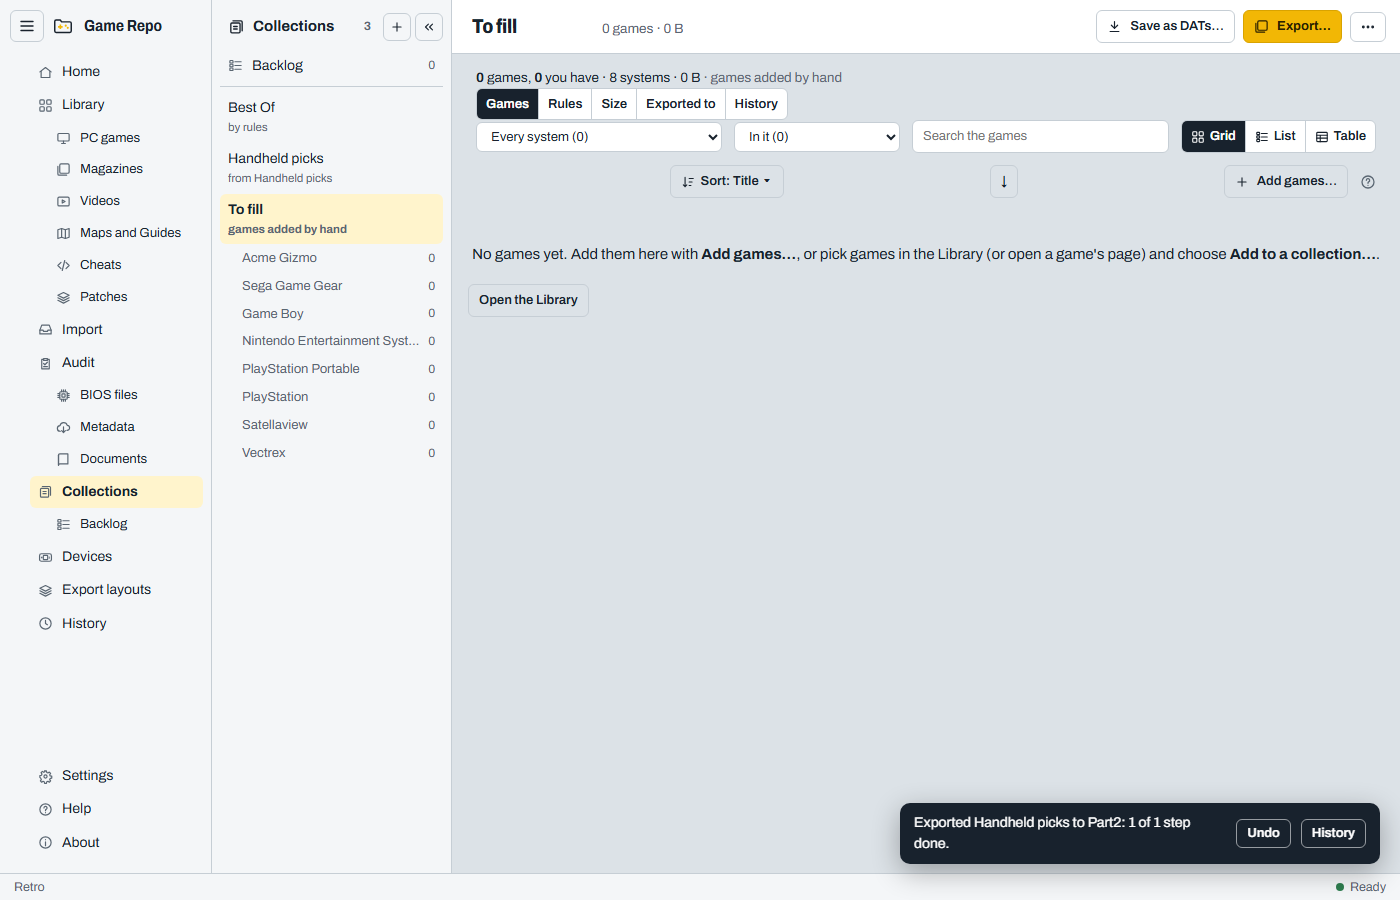 Game Repo
Home
Library
PC games
Magazines
Videos
Maps and Guides
Cheats
Patches
Import
Audit
BIOS files
Metadata
Documents
Collections
Backlog
Devices
Export layouts
History
Settings
Help
About
Collections 3
Backlog 0
Best Of
by rules
Handheld picks
from Handheld picks
To fill
games added by hand
Acme Gizmo 0
Sega Game Gear 0
Game Boy 0
Nintendo Entertainment Syst... 0
PlayStation Portable 0
PlayStation 0
Satellaview 0
Vectrex 0
To fill 0 games · 0 B Save as DATs... Export...
0 games, 0 you have · 8 systems · 0 B · games added by hand
Games Rules Size Exported to History
Every system (0) In it (0) Search the games Grid List Table
Sort: Title ↓ Add games...
No games yet. Add them here with Add games..., or pick games in the Library (or open a game's page) and choose Add to a collection....
Open the Library
Exported Handheld picks to Part2: 1 of 1 step
done.
Undo History
Retro Ready